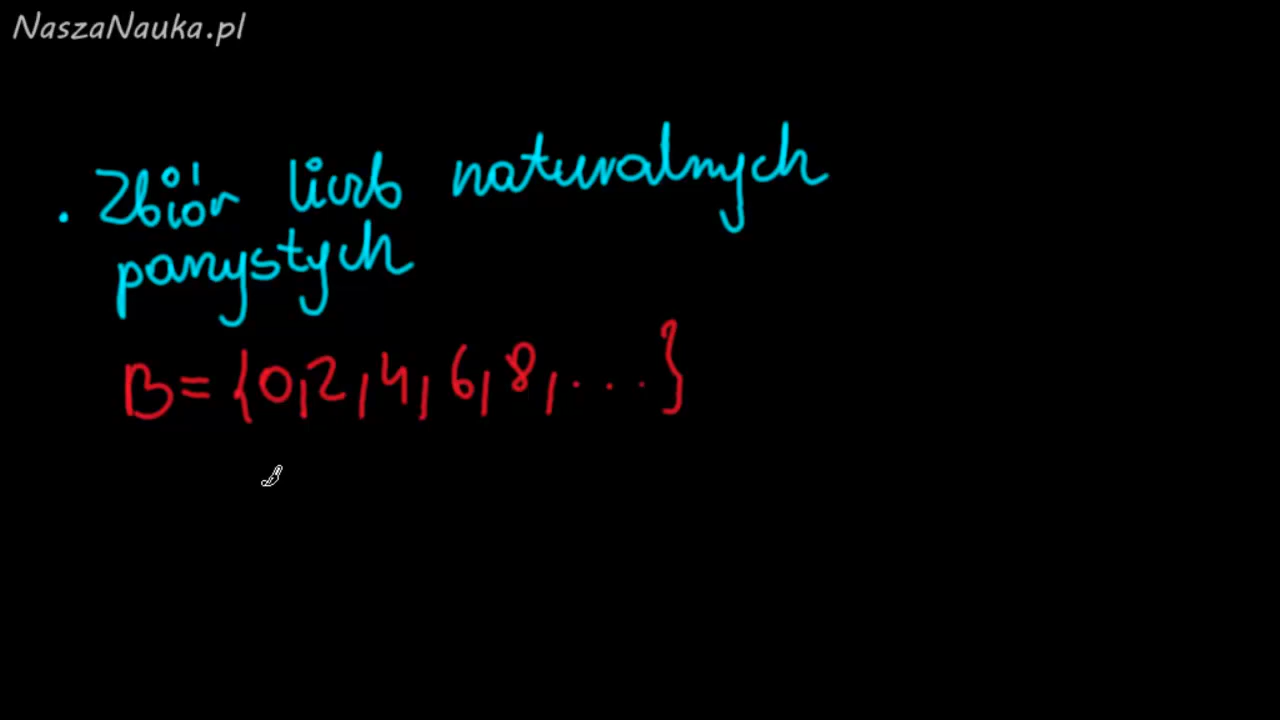 NaszaNauka.pl
. Zbiór liczb naturalnych
parzystych
B = {0, 2, 4, 6, 8, ...}